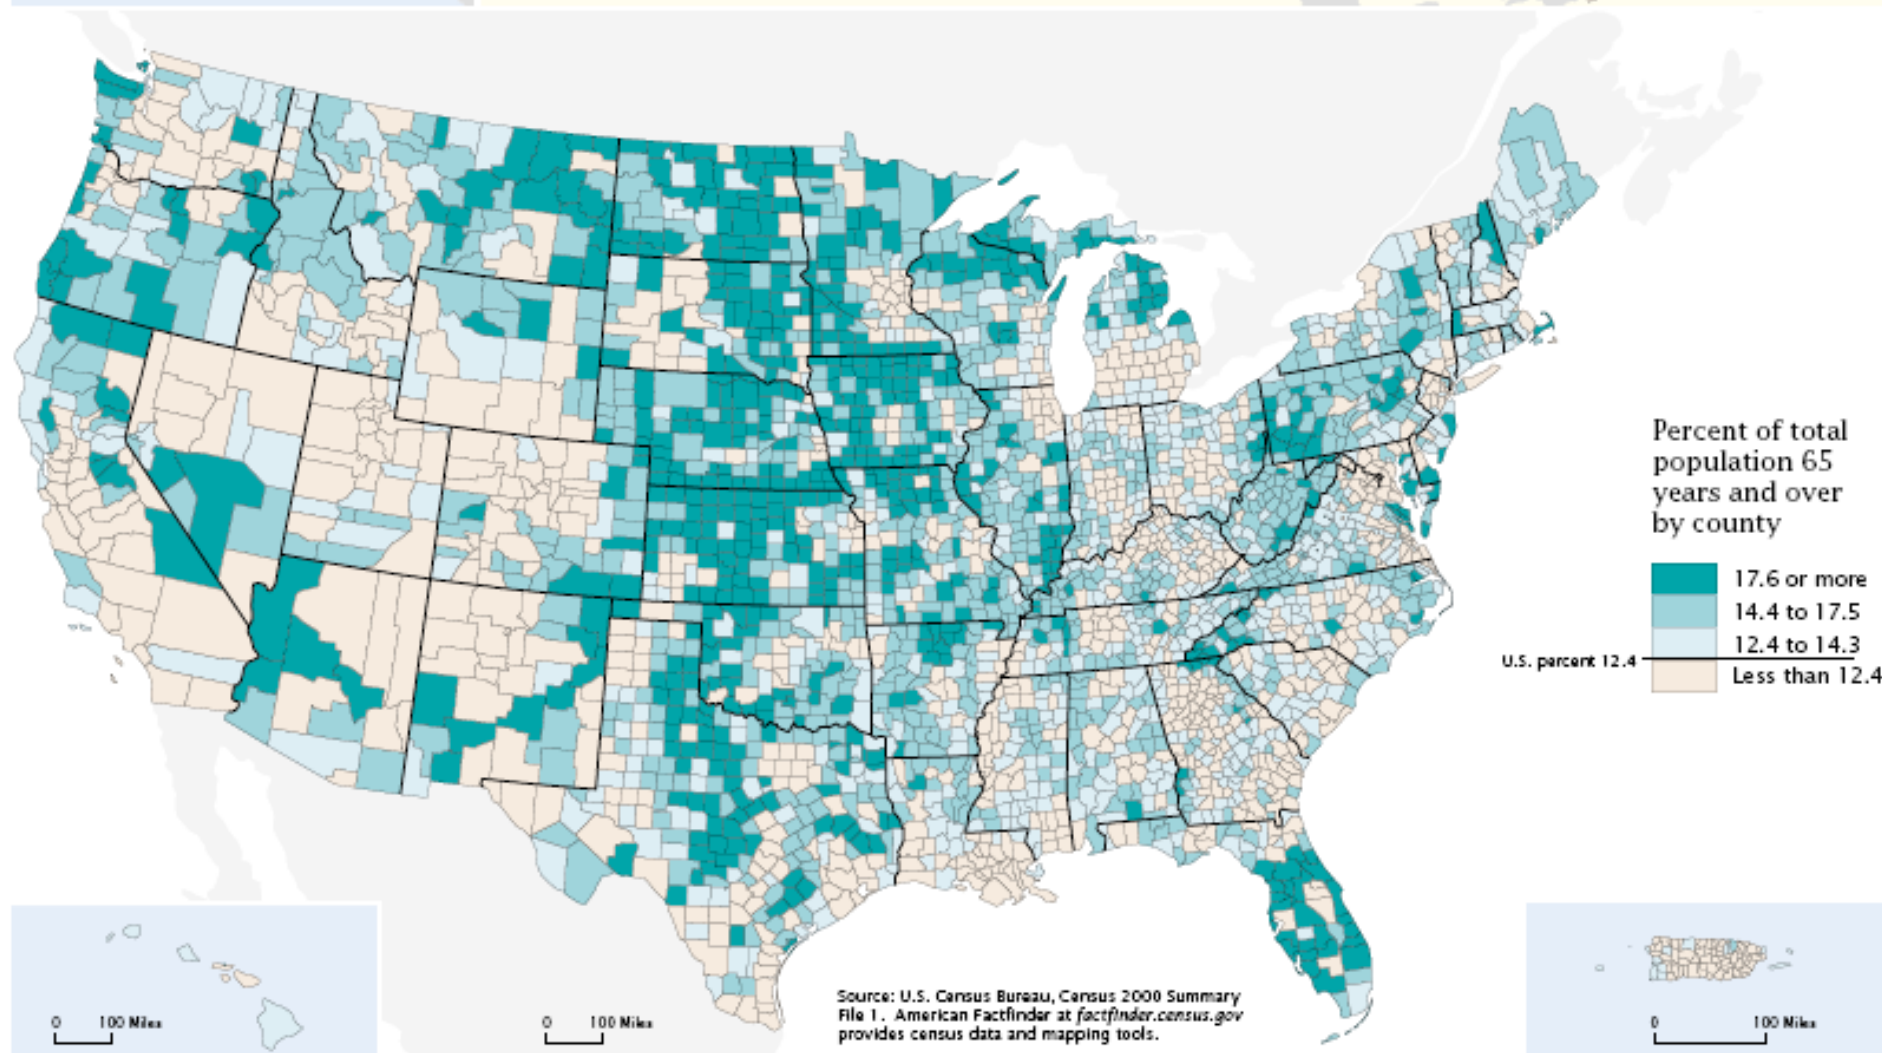 Percent of total
population 65
years and over
by county
17.6 or more
14.4 to 17.5
12.4 to 14.3
U.S. percent 12.4
Less than 12.4
0 100 Miles
0 100 Miles
Source: U.S. Census Bureau, Census 2000 Summary
File 1. American Factfinder at factfinder.census.gov
provides census data and mapping tools.
0 100 Miles